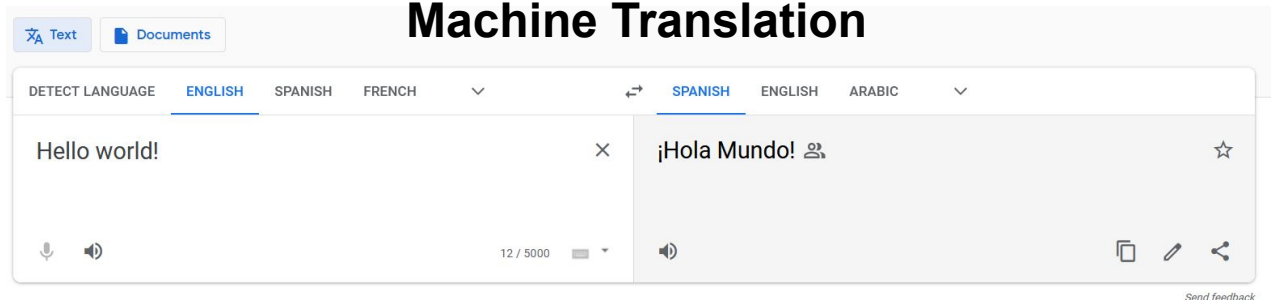 Machine Translation
Text Documents
DETECT LANGUAGE ENGLISH SPANISH FRENCH SPANISH ENGLISH ARABIC
Hello world! ¡Hola Mundo!
12 / 5000
Send feedback